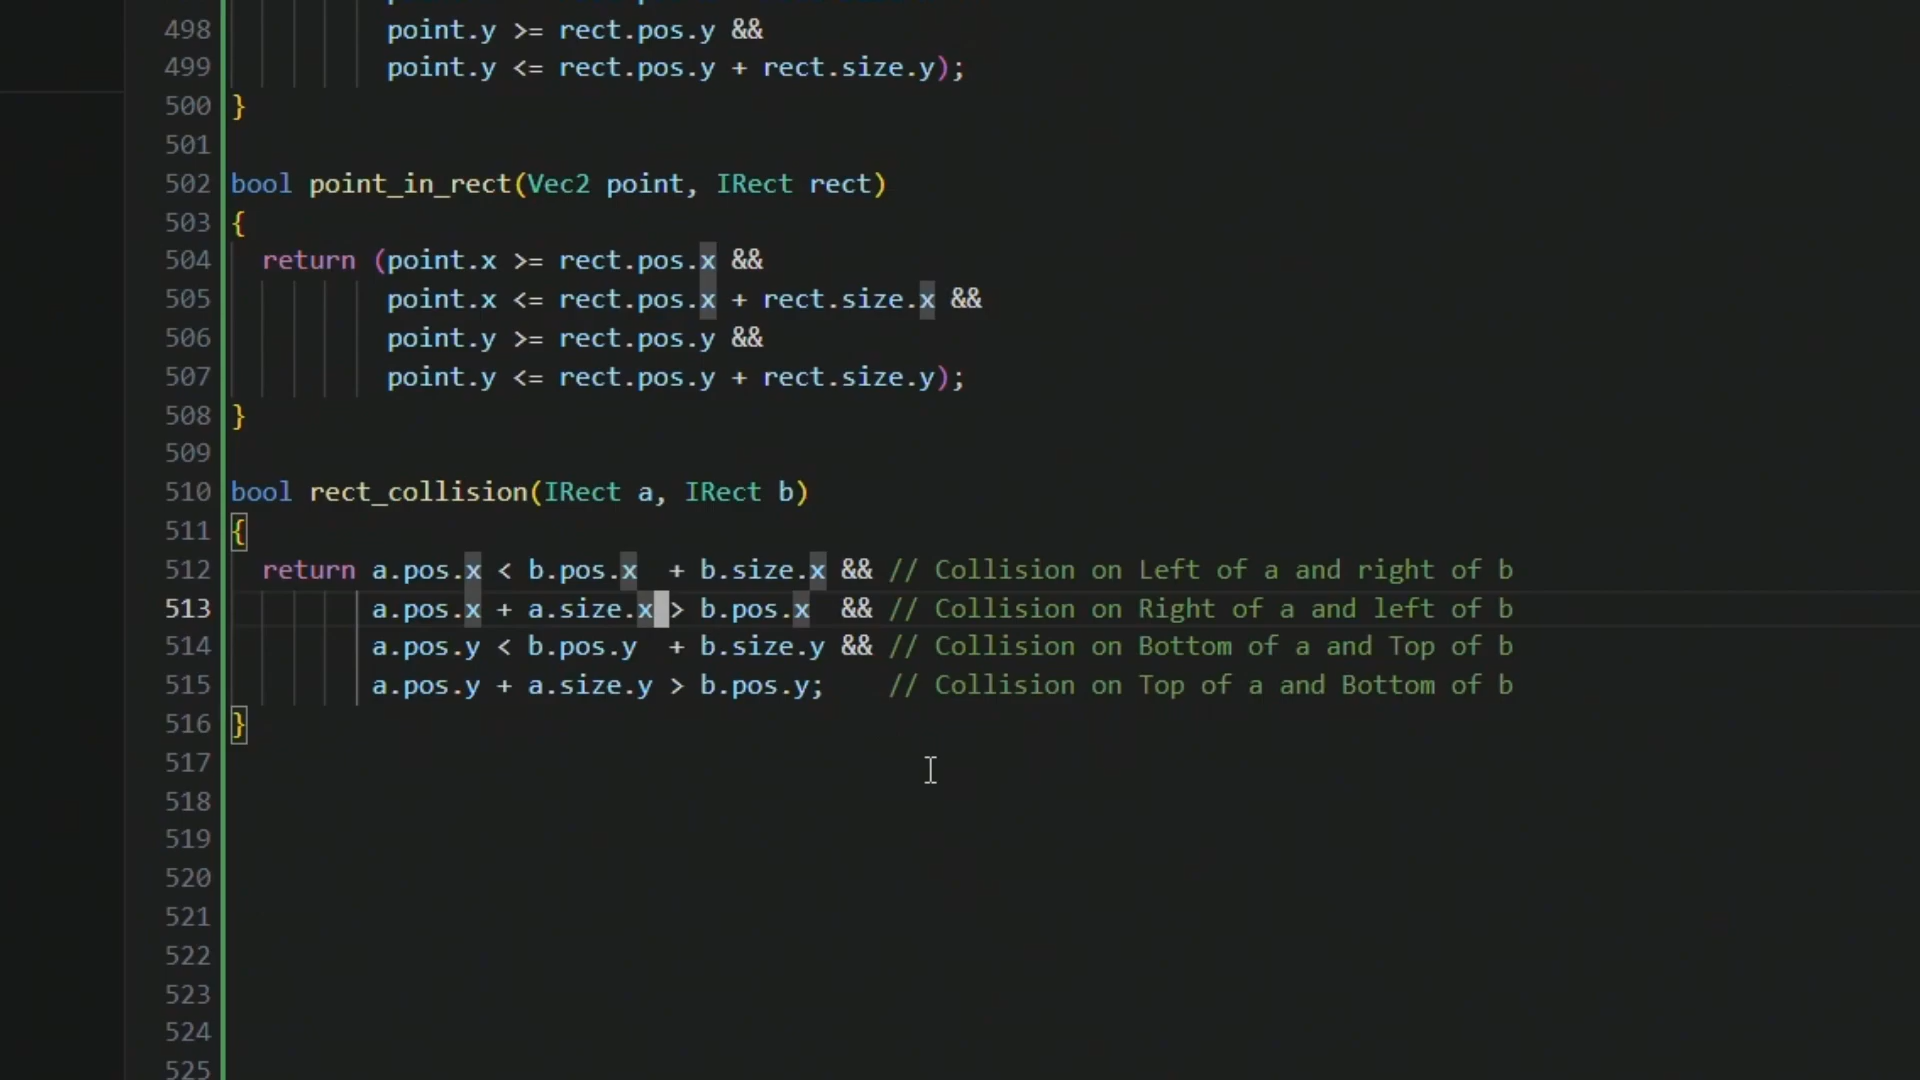 498 point.y >= rect.pos.y &&
499 point.y <= rect.pos.y + rect.size.y);
500 }
501
502 bool point_in_rect(Vec2 point, IRect rect)
503 {
504 return (point.x >= rect.pos.x &&
505 point.x <= rect.pos.x + rect.size.x &&
506 point.y >= rect.pos.y &&
507 point.y <= rect.pos.y + rect.size.y);
508 }
509
510 bool rect_collision(IRect a, IRect b)
511 {
512 return a.pos.x < b.pos.x  + b.size.x && // Collision on Left of a and right of b
513 a.pos.x + a.size.x > b.pos.x  && // Collision on Right of a and left of b
514 a.pos.y < b.pos.y  + b.size.y && // Collision on Bottom of a and Top of b
515 a.pos.y + a.size.y > b.pos.y;    // Collision on Top of a and Bottom of b
516 }
517
518
519
520
521
522
523
524
525